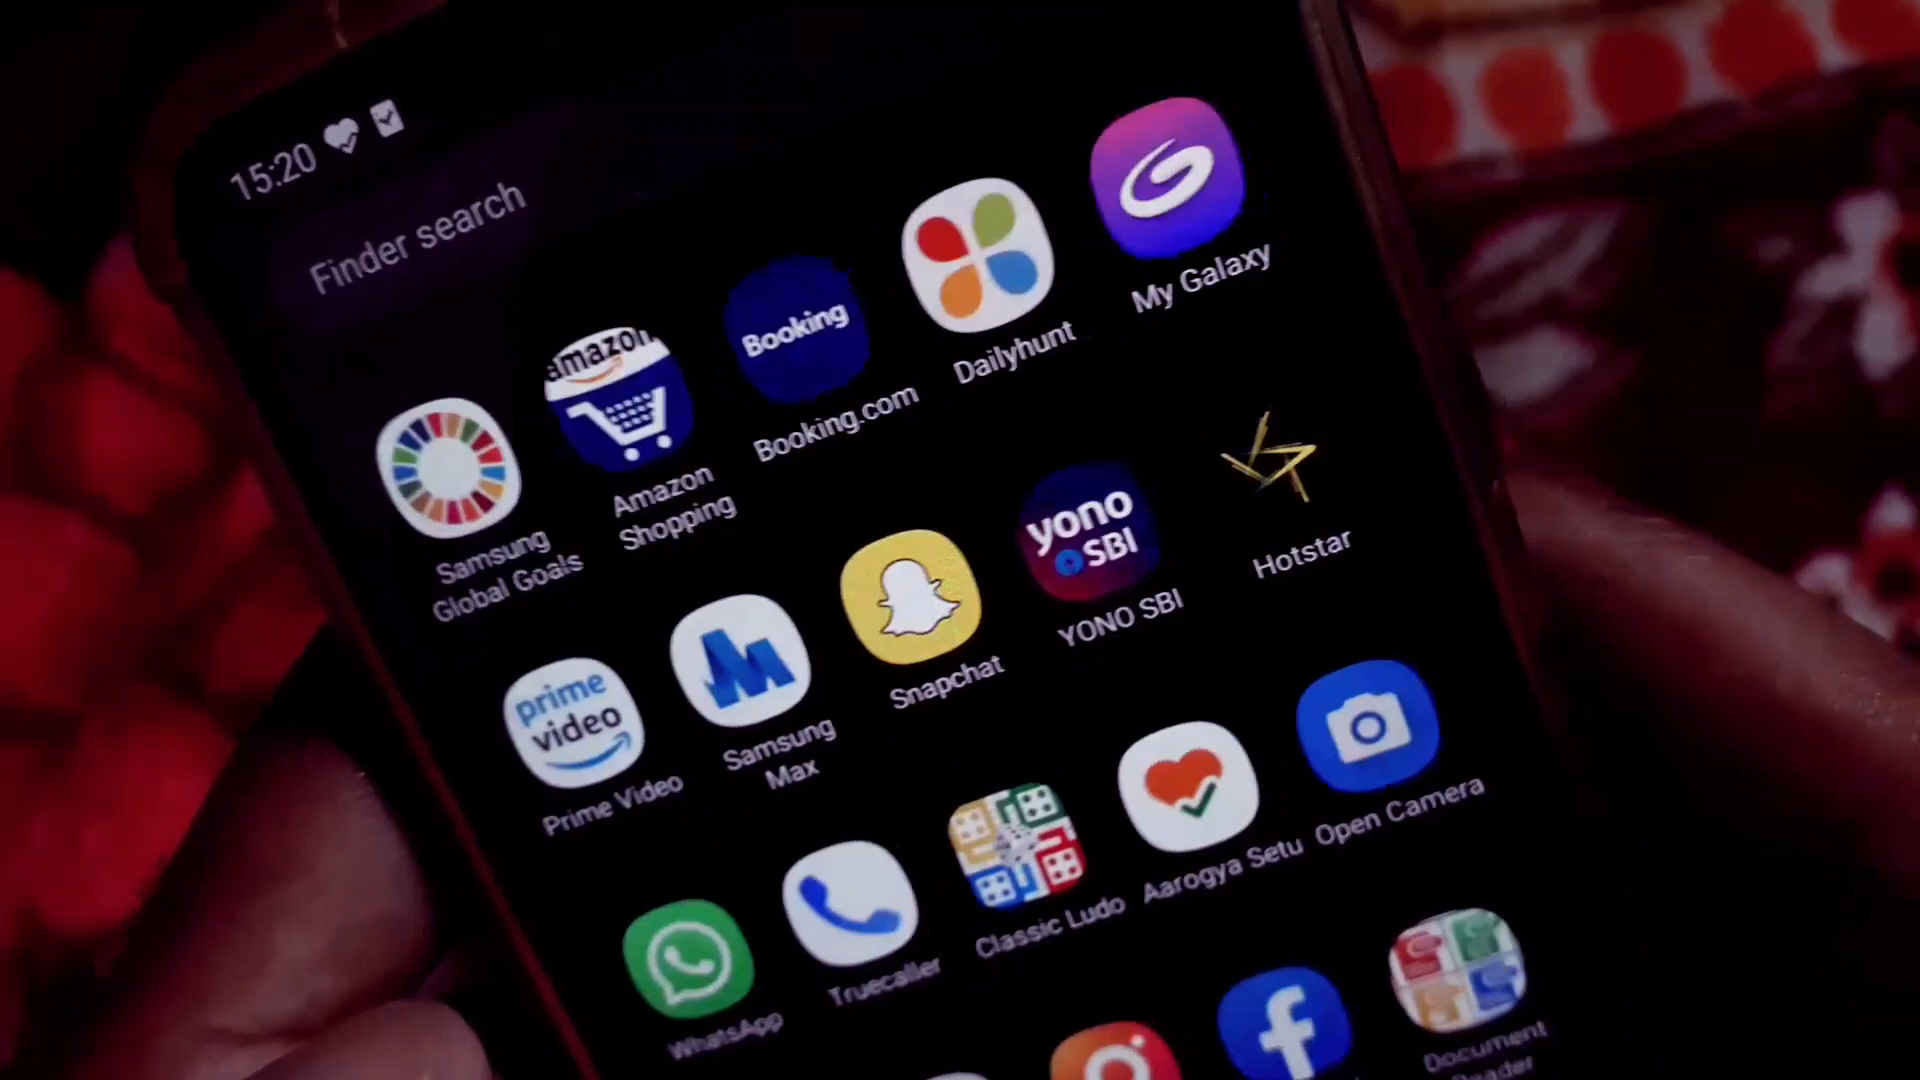 15:20
Finder search
Samsung
Global Goals
amazon
Amazon
Shopping
Booking
Booking.com
Dailyhunt
My Galaxy
prime
video
Prime Video
Samsung
Max
Snapchat
yono
SBI
YONO SBI
Hotstar
WhatsApp
Truecaller
Classic Ludo
Aarogya Setu
Open Camera
Document
Reader